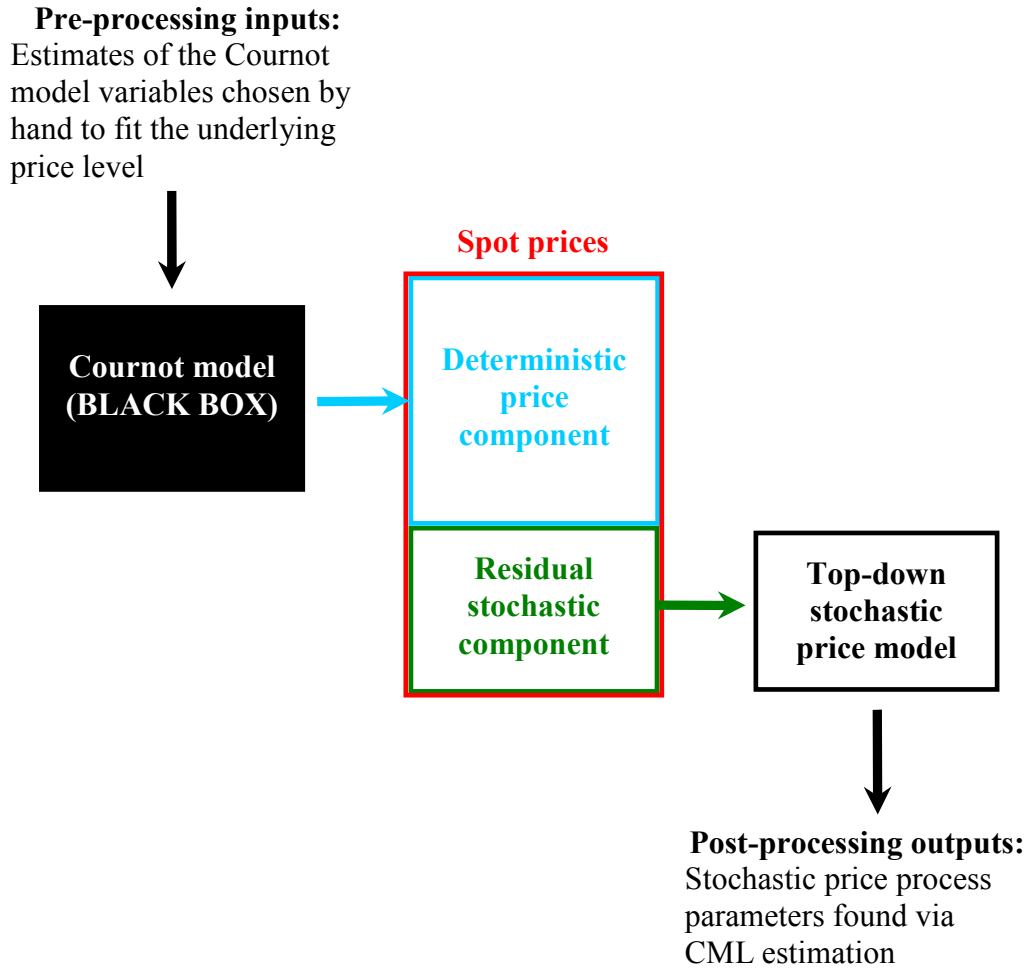 Pre-processing inputs:
Estimates of the Cournot
model variables chosen by
hand to fit the underlying
price level
Spot prices
Cournot model
(BLACK BOX)
Deterministic
price
component
Residual
stochastic
component
Top-down
stochastic
price model
Post-processing outputs:
Stochastic price process
parameters found via
CML estimation